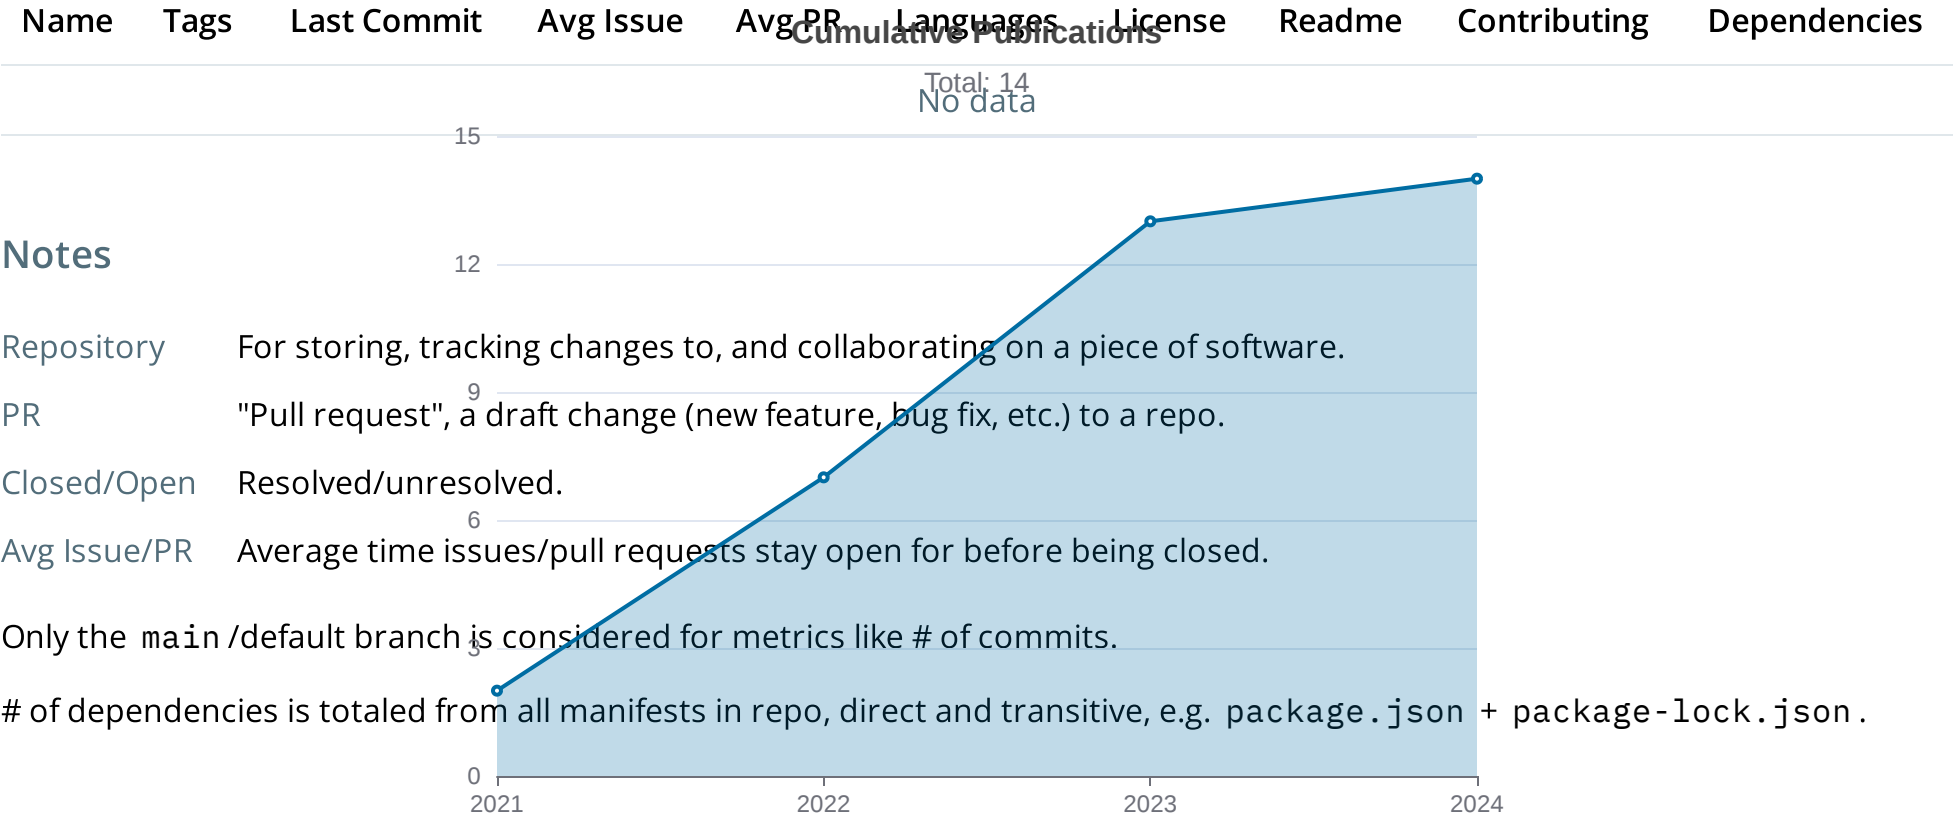 Name Tags Last Commit Avg Issue Avg PR Languages License Readme Contributing Dependencies
Cumulative Publications
Total: 14
No data
15
12
9
6
3
0
2021 2022 2023 2024
Notes
Repository For storing, tracking changes to, and collaborating on a piece of software.
PR "Pull request", a draft change (new feature, bug fix, etc.) to a repo.
Closed/Open Resolved/unresolved.
Avg Issue/PR Average time issues/pull requests stay open for before being closed.
Only the main/default branch is considered for metrics like # of commits.
# of dependencies is totaled from all manifests in repo, direct and transitive, e.g. package.json + package-lock.json.